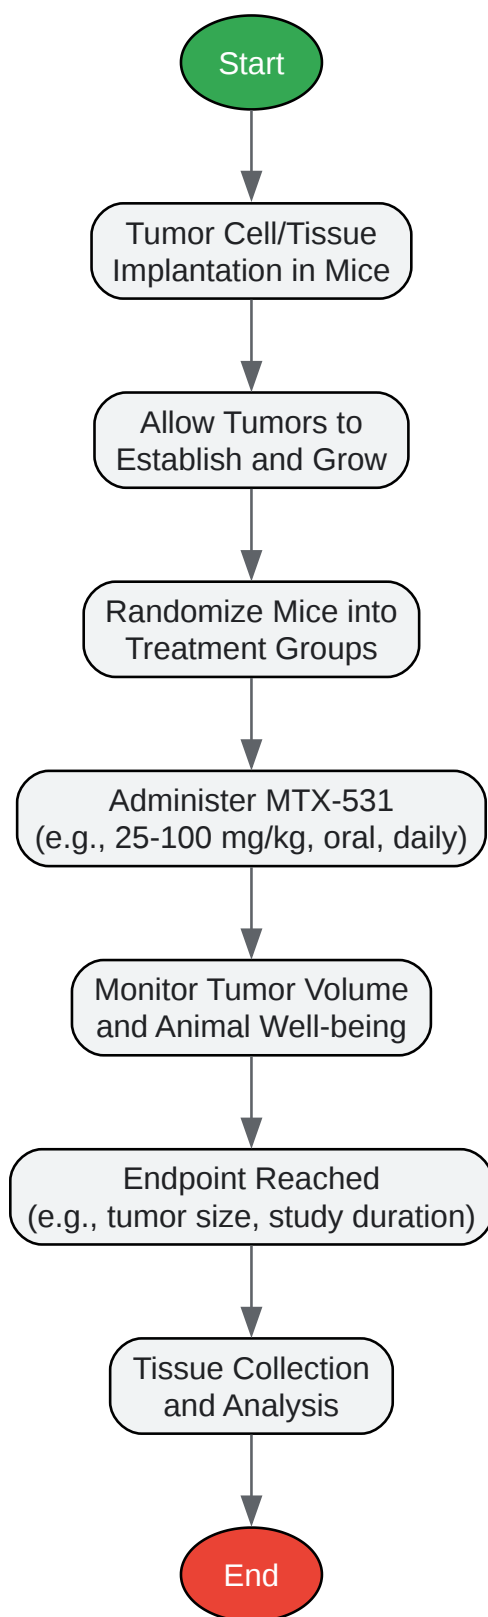 Start
Tumor Cell/Tissue
Implantation in Mice
Allow Tumors to
Establish and Grow
Randomize Mice into
Treatment Groups
Administer MTX-531
(e.g., 25-100 mg/kg, oral, daily)
Monitor Tumor Volume
and Animal Well-being
Endpoint Reached
(e.g., tumor size, study duration)
Tissue Collection
and Analysis
End